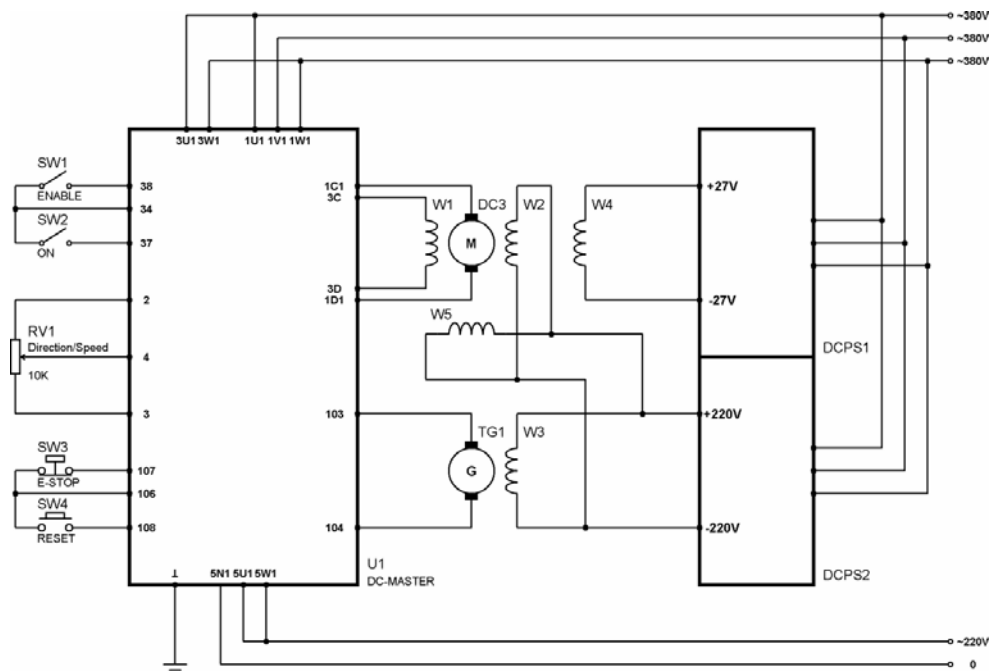 ~380V
~380V
~380V
3U1 3W1 1U1 1V1 1W1
SW1
ENABLE
38
34
SW2
ON
37
1C1
3C
W1
DC3
W2
W4
M
3D
1D1
+27V
-27V
2
RV1
Direction/Speed
10K
4
3
W5
DCPS1
103
TG1
W3
+220V
G
SW3
E-STOP
107
106
SW4
RESET
108
104
-220V
⊥ 5N1 5U1 5W1
U1
DC-MASTER
DCPS2
~220V
0